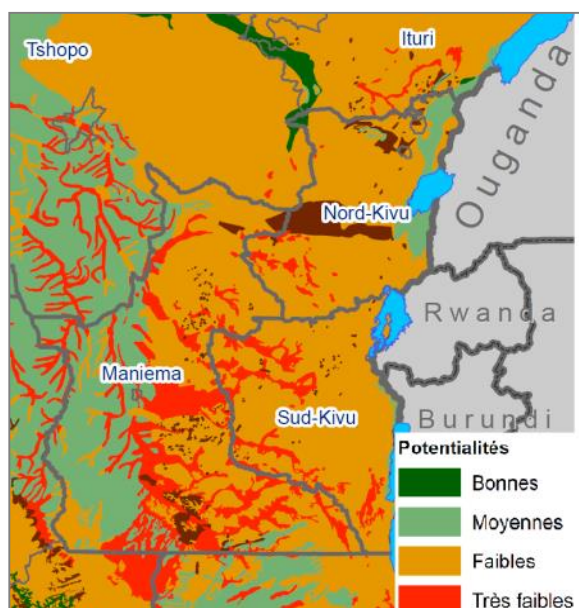 Tshopo
Ituri
Ouganda
Nord-Kivu
Rwanda
Maniema
Sud-Kivu
Burundi
Potentialités
Bonnes
Moyennes
Faibles
Très faibles